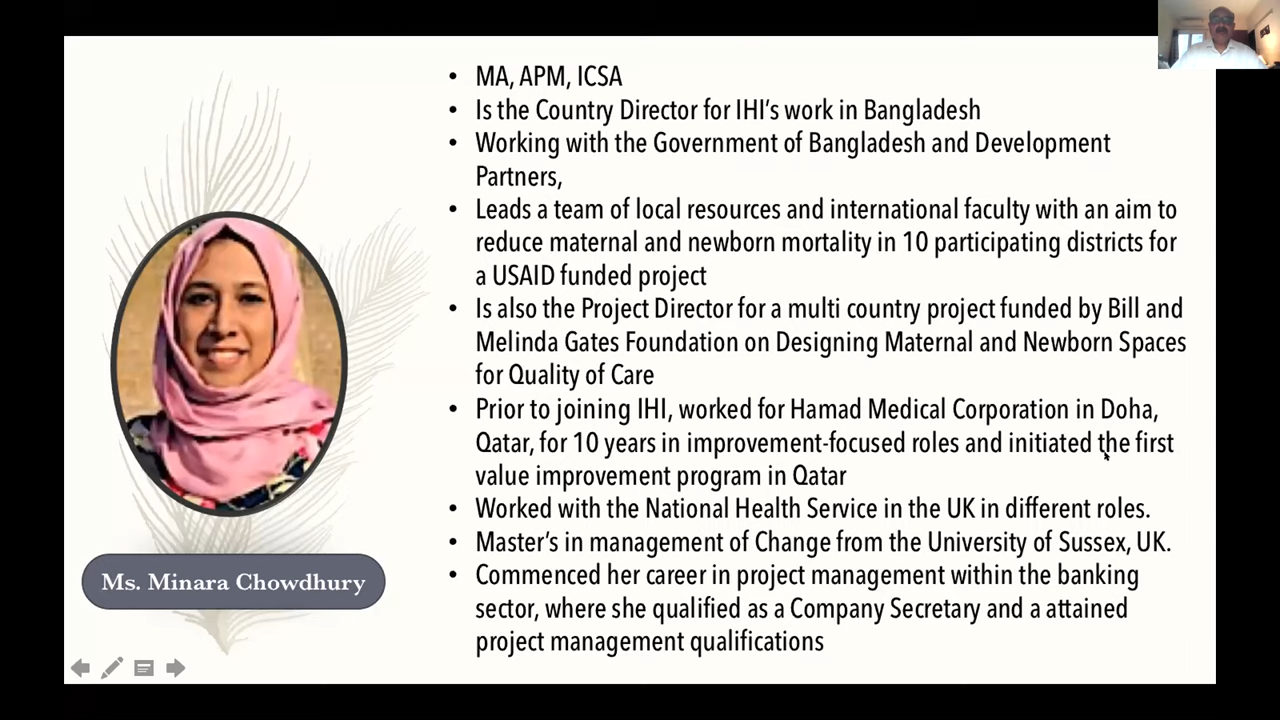 • MA, APM, ICSA
• Is the Country Director for IHI's work in Bangladesh
• Working with the Government of Bangladesh and Development
Partners,
• Leads a team of local resources and international faculty with an aim to
reduce maternal and newborn mortality in 10 participating districts for
a USAID funded project
• Is also the Project Director for a multi country project funded by Bill and
Melinda Gates Foundation on Designing Maternal and Newborn Spaces
for Quality of Care
• Prior to joining IHI, worked for Hamad Medical Corporation in Doha,
Qatar, for 10 years in improvement-focused roles and initiated the first
value improvement program in Qatar
• Worked with the National Health Service in the UK in different roles.
• Master's in management of Change from the University of Sussex, UK.
• Commenced her career in project management within the banking
sector, where she qualified as a Company Secretary and a attained
project management qualifications
Ms. Minara Chowdhury